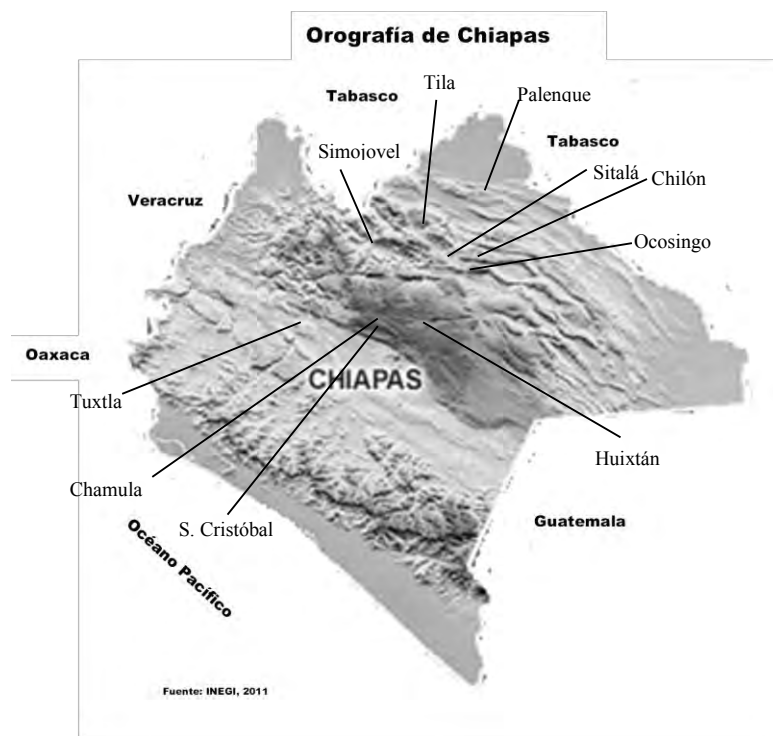 Orografía de Chiapas
Tila
Tabasco
Palenque
Tabasco
Simojovel
Sitalá
Chilón
Veracruz
Ocosingo
Oaxaca
CHIAPAS
Tuxtla
Huixtán
Chamula
S. Cristóbal
Guatemala
Océano Pacífico
Fuente: INEGI, 2011